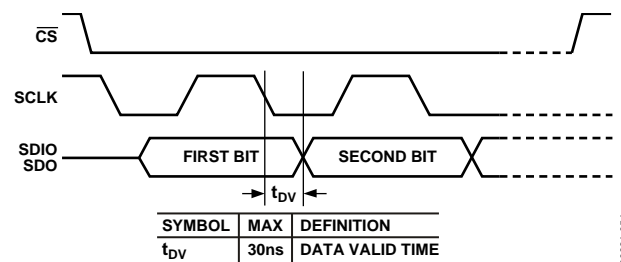 CS
SCLK
SDIO
SDO
FIRST BIT
SECOND BIT
tDV
SYMBOL MAX DEFINITION
tDV 30ns DATA VALID TIME